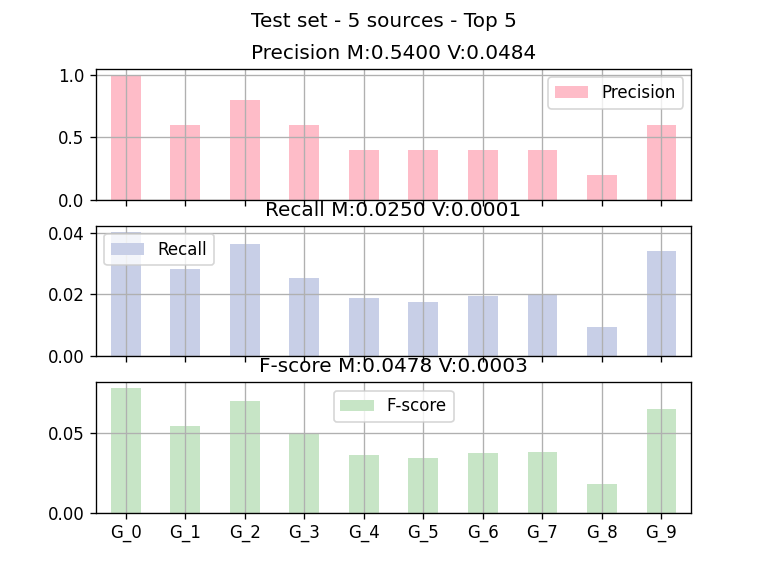 Test set - 5 sources - Top 5
Precision M:0.5400 V:0.0484
1.0
0.5
0.0
Precision
Recall M:0.0250 V:0.0001
0.04
0.02
0.00
Recall
F-score M:0.0478 V:0.0003
0.05
0.00
F-score
G_0 G_1 G_2 G_3 G_4 G_5 G_6 G_7 G_8 G_9